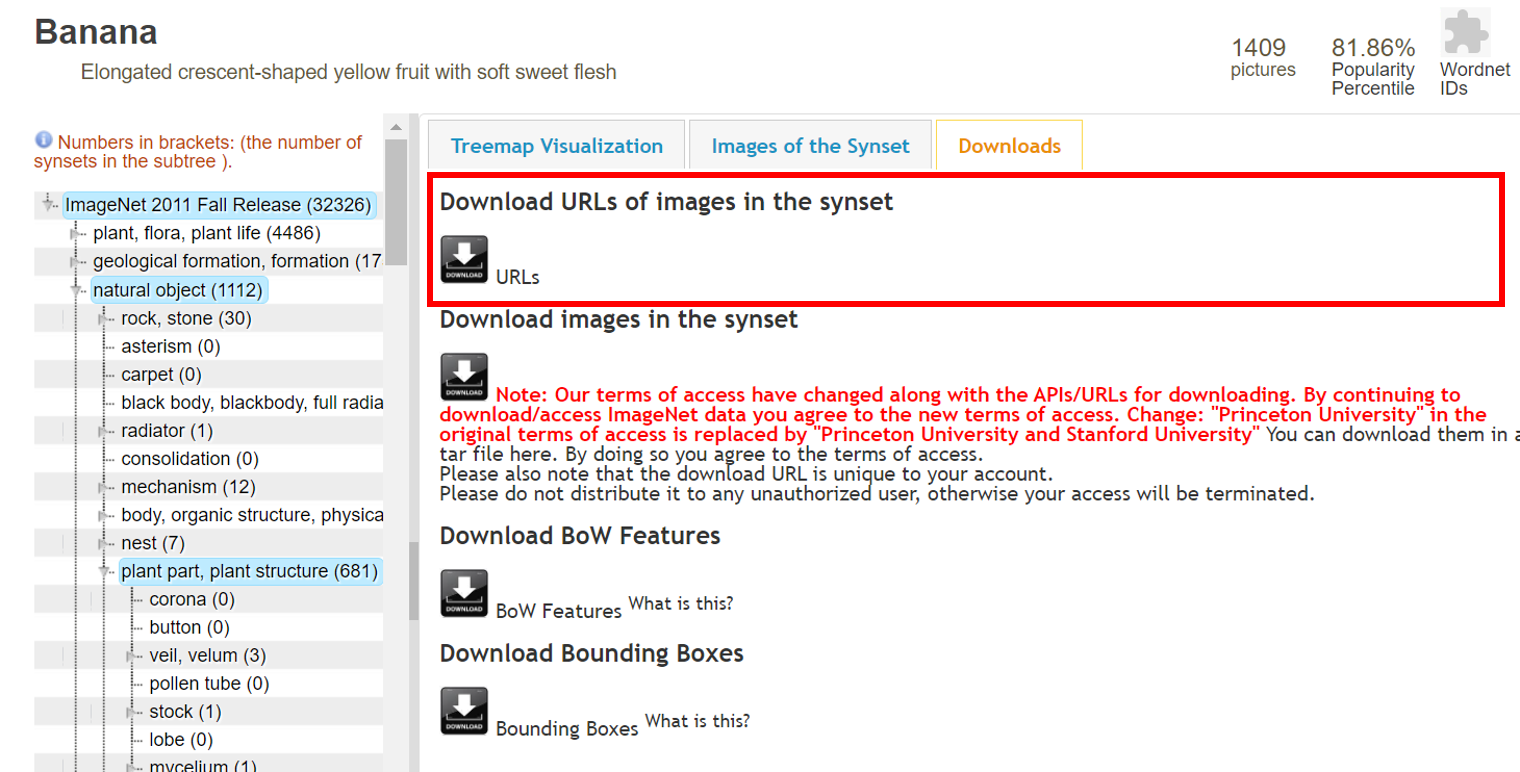 Banana
Elongated crescent-shaped yellow fruit with soft sweet flesh
1409
pictures
81.86%
Popularity
Percentile
Wordnet
IDs
Numbers in brackets: (the number of
synsets in the subtree ).
ImageNet 2011 Fall Release (32326)
plant, flora, plant life (4486)
geological formation, formation (17
natural object (1112)
rock, stone (30)
asterism (0)
carpet (0)
black body, blackbody, full radia
radiator (1)
consolidation (0)
mechanism (12)
body, organic structure, physica
nest (7)
plant part, plant structure (681)
corona (0)
button (0)
veil, velum (3)
pollen tube (0)
stock (1)
lobe (0)
mycelium (1)
Treemap Visualization
Images of the Synset
Downloads
Download URLs of images in the synset
DOWNLOAD
URLs
Download images in the synset
DOWNLOAD
Note: Our terms of access have changed along with the APIs/URLs for downloading. By continuing to
download/access ImageNet data you agree to the new terms of access. Change: "Princeton University" in the
original terms of access is replaced by "Princeton University and Stanford University" You can download them in a
tar file here. By doing so you agree to the terms of access.
Please also note that the download URL is unique to your account.
Please do not distribute it to any unauthorized user, otherwise your access will be terminated.
Download BoW Features
DOWNLOAD
BoW Features What is this?
Download Bounding Boxes
DOWNLOAD
Bounding Boxes What is this?